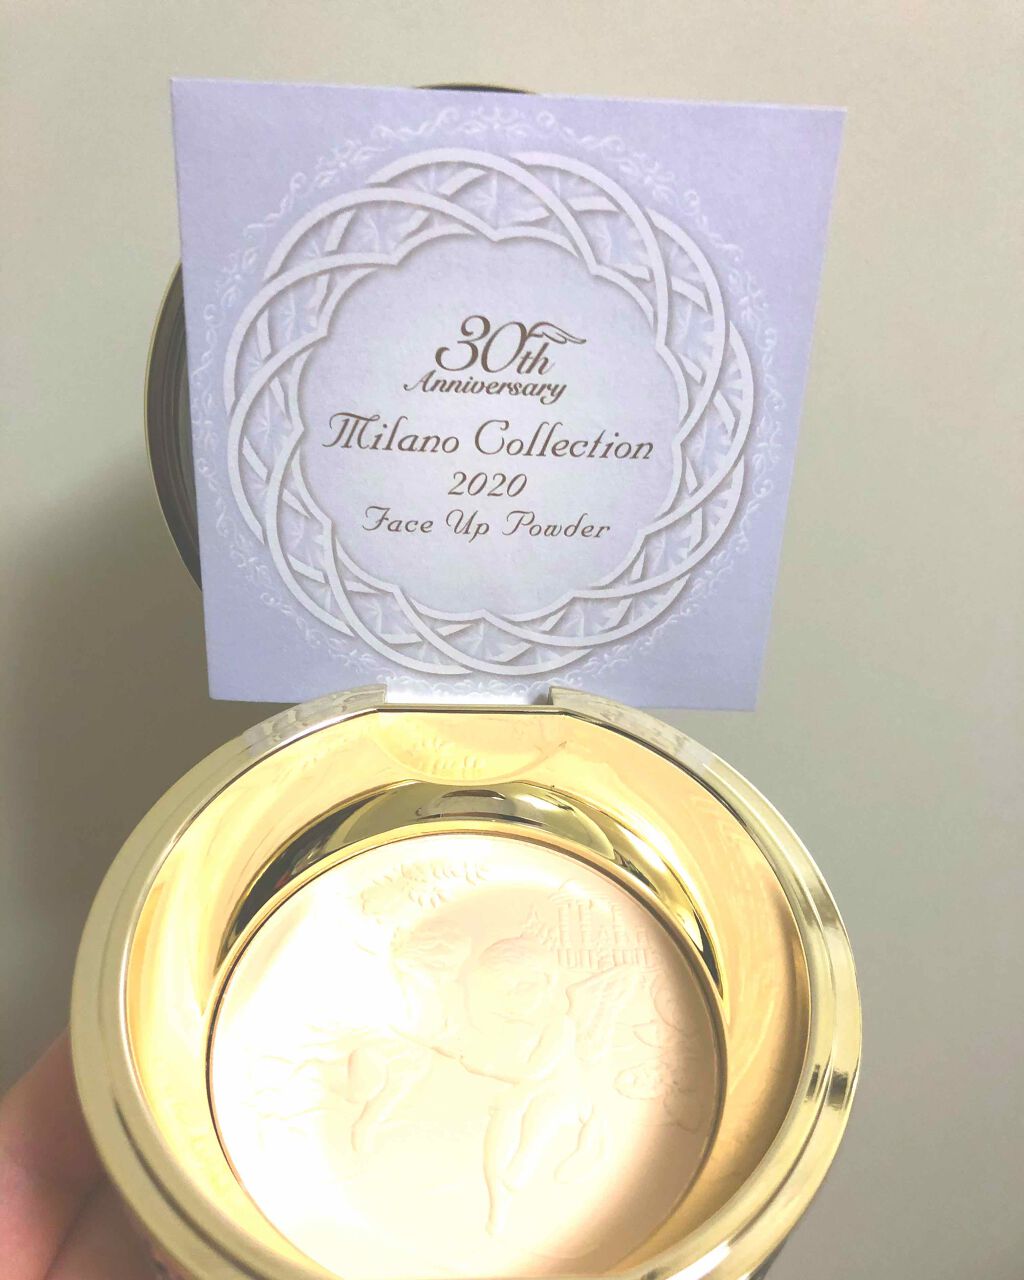 30th
Anniversary
Milano Collection
2020
Face Up Powder